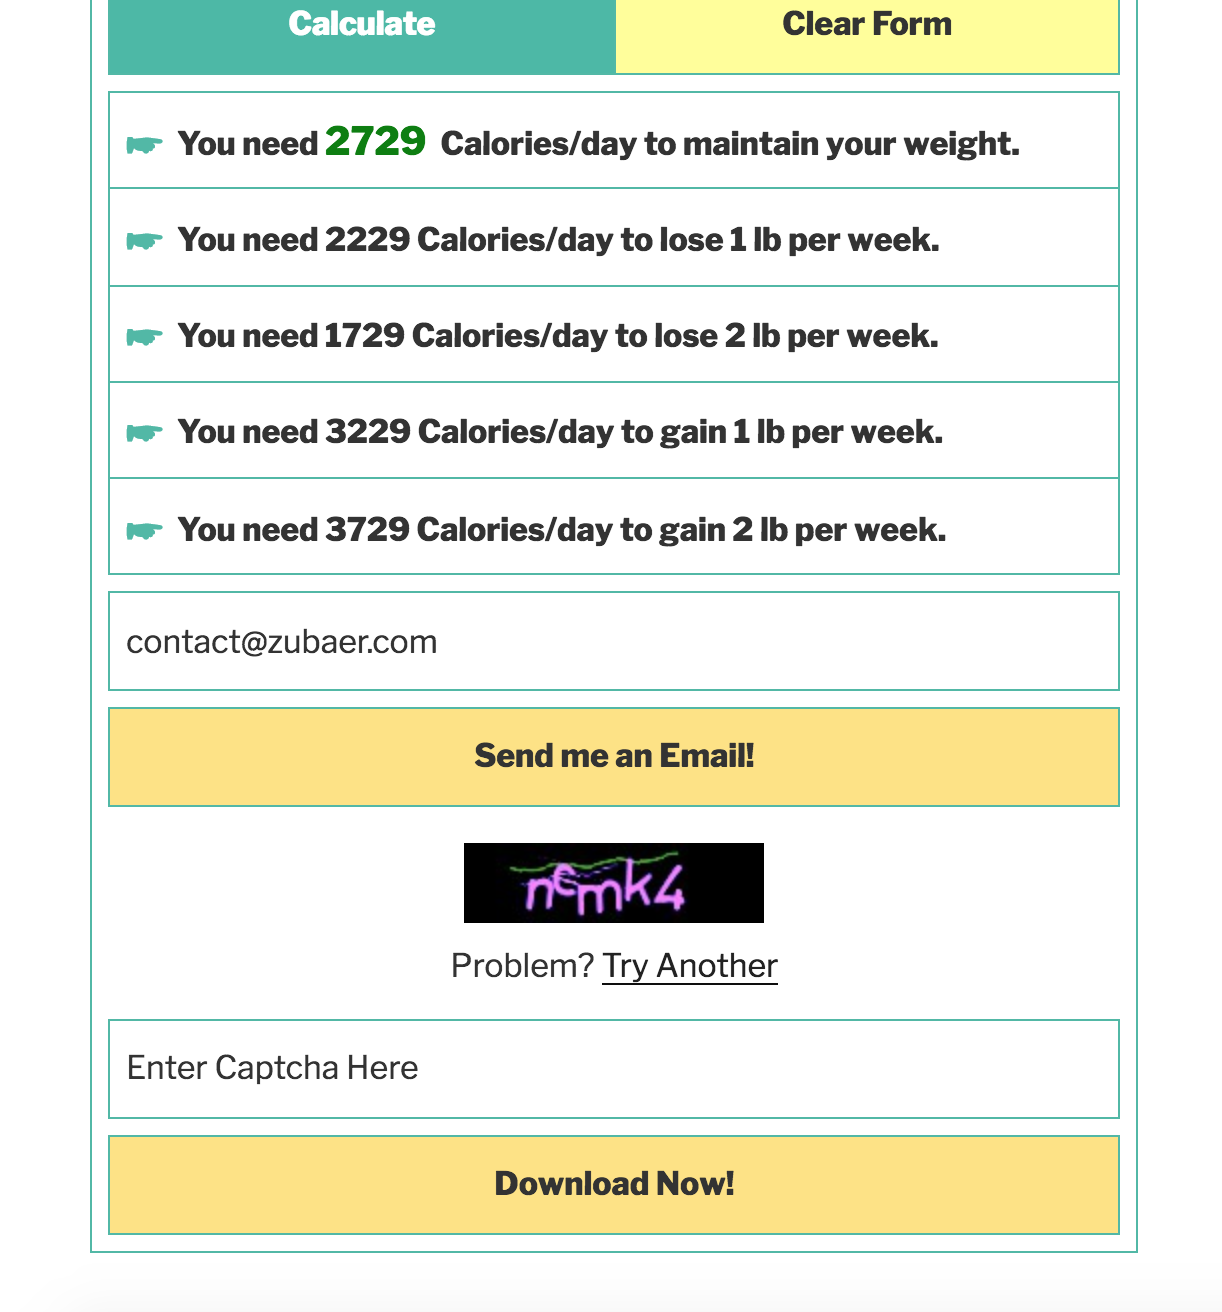 Calculate
Clear Form
You need 2729 Calories/day to maintain your weight.
You need 2229 Calories/day to lose 1 lb per week.
You need 1729 Calories/day to lose 2 lb per week.
You need 3229 Calories/day to gain 1 lb per week.
You need 3729 Calories/day to gain 2 lb per week.
contact@zubaer.com
Send me an Email!
nemk4
Problem? Try Another
Enter Captcha Here
Download Now!